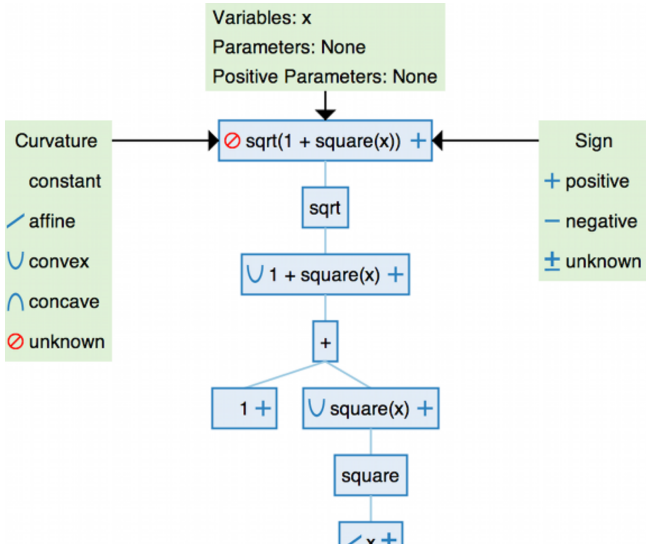 Variables: x
Parameters: None
Positive Parameters: None
Curvature
constant
affine
convex
concave
unknown
sqrt(1 + square(x)) +
Sign
+ positive
− negative
± unknown
sqrt
1 + square(x) +
+
1 +
square(x) +
square
x ±